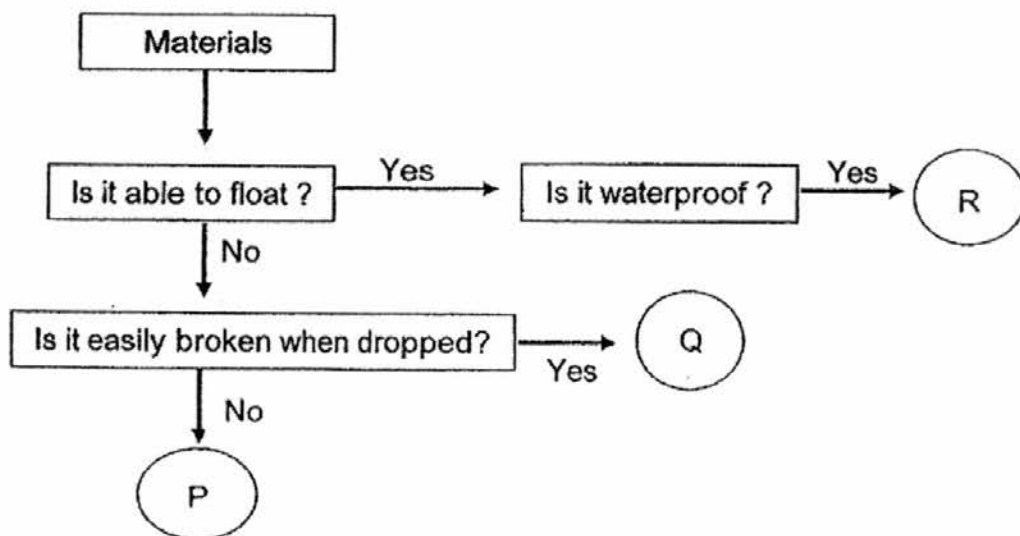 Materials
Is it able to float ?
Yes
Is it waterproof ?
Yes
R
No
Is it easily broken when dropped?
Yes
Q
No
P